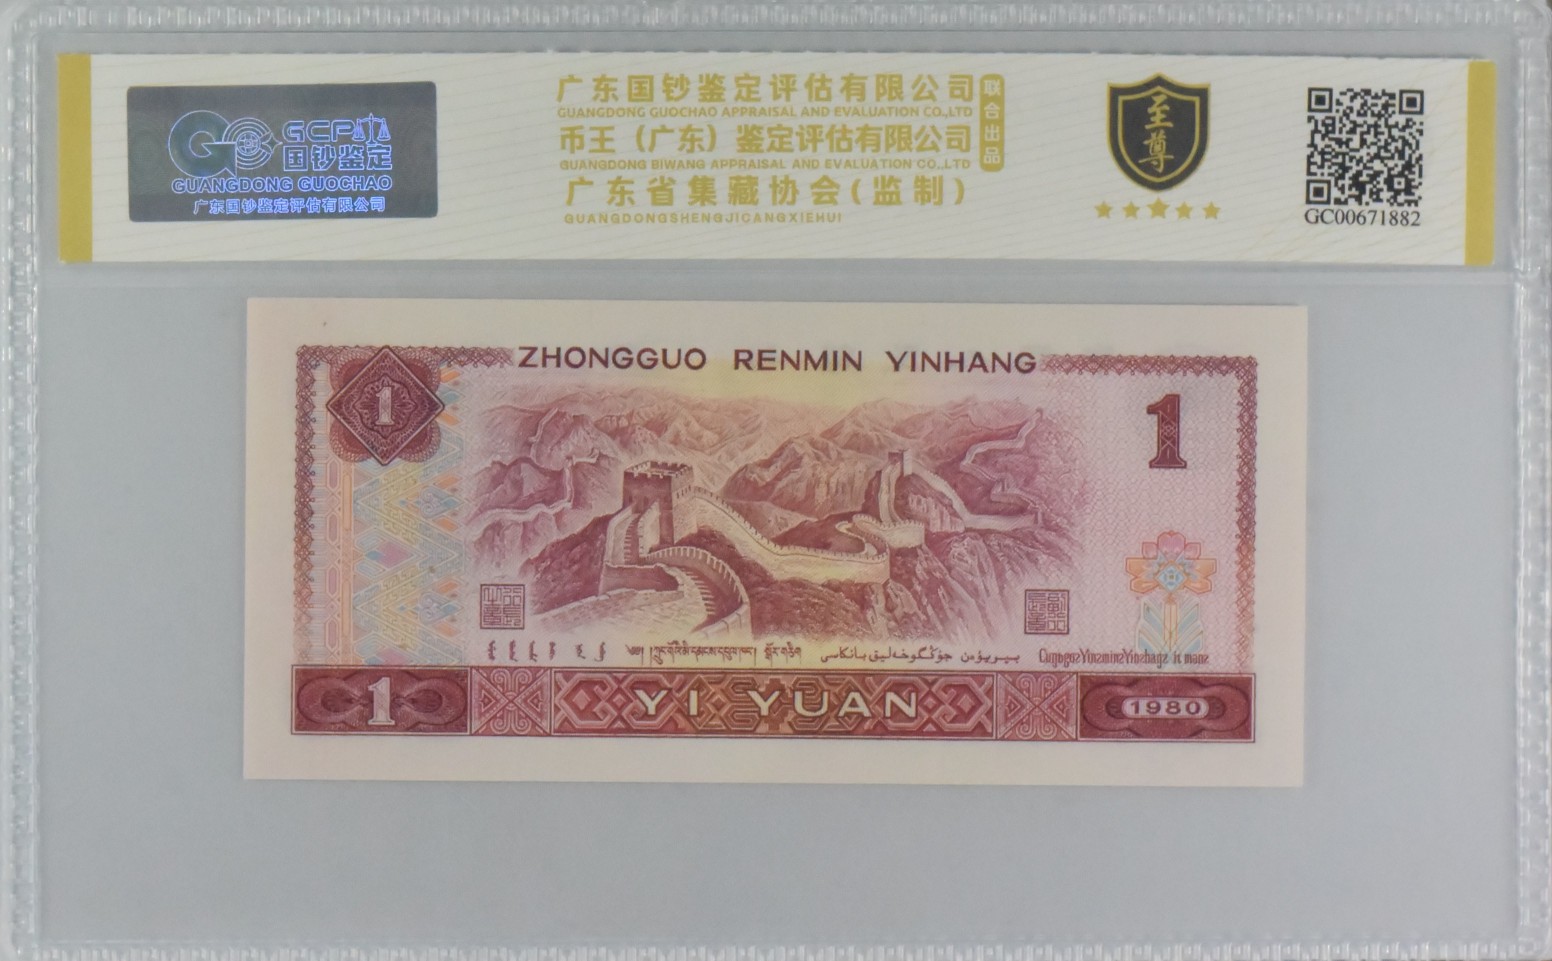 GCP
国钞鉴定
GUANGDONG GUOCHAO
广东国钞鉴定评估有限公司
广东国钞鉴定评估有限公司
GUANGDONG GUOCHAO APPRAISAL AND EVALUATION CO.,LTD
币王（广东）鉴定评估有限公司
GUANGDONG BIWANG APPRAISAL AND EVALUATION CO.,LTD
广东省集藏协会(监制)
GUANGDONGSHENGJICANGXIEHUI
联合出品
至尊
GC00671882
ZHONGGUO RENMIN YINHANG
1
1
YI YUAN
1
1980